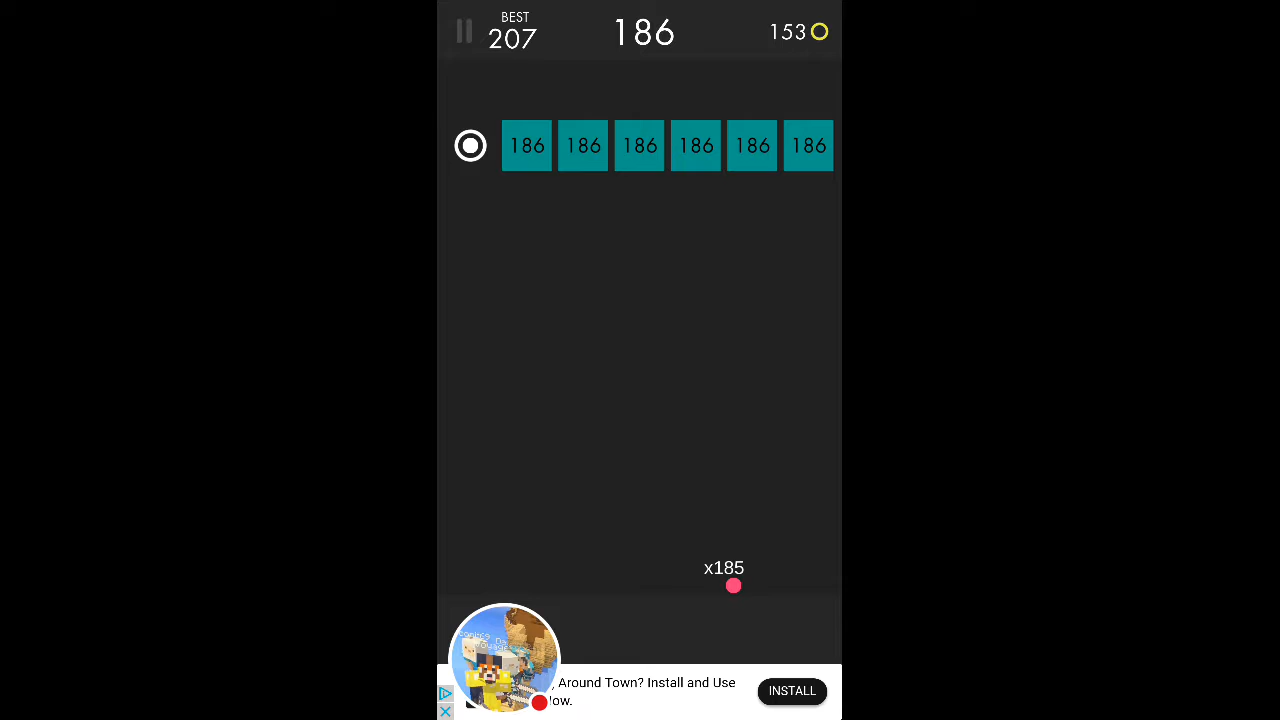 BEST
207
186
153
186 186 186 186 186 186
x185
, Around Town? Install and Use
low.
INSTALL